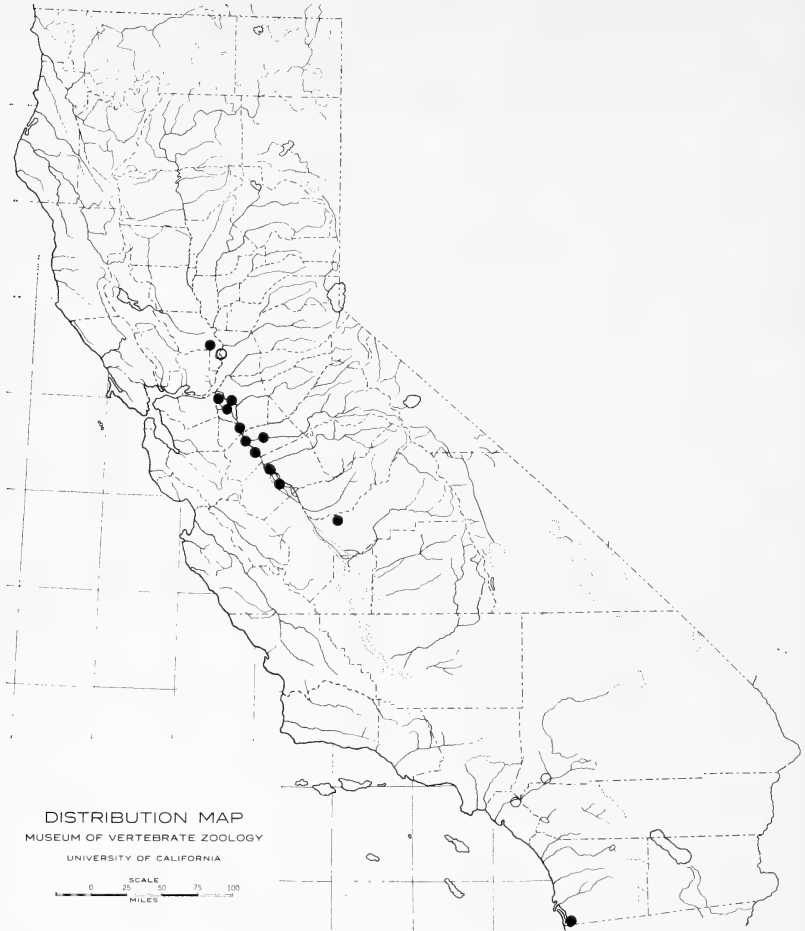 DISTRIBUTION MAP
MUSEUM OF VERTEBRATE ZOOLOGY
UNIVERSITY OF CALIFORNIA
SCALE
0 25 50 75 100
MILES